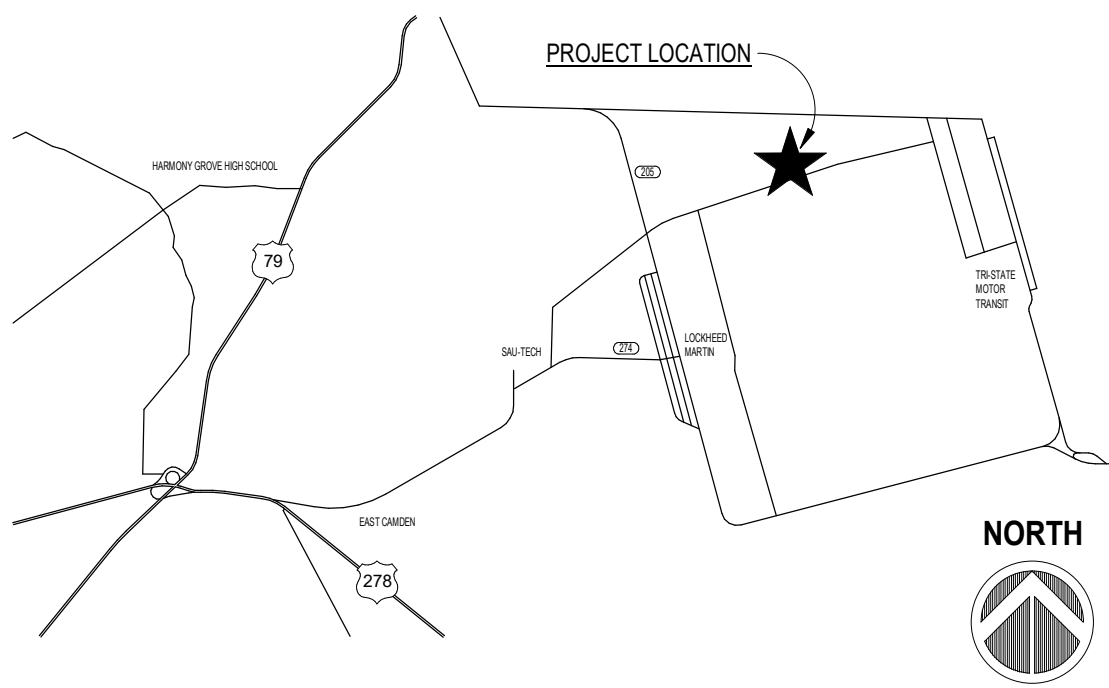 PROJECT LOCATION
HARMONY GROVE HIGH SCHOOL
205
79
TRI-STATE
MOTOR
TRANSIT
SAU-TECH
274
LOCKHEED
MARTIN
EAST CAMDEN
NORTH
278